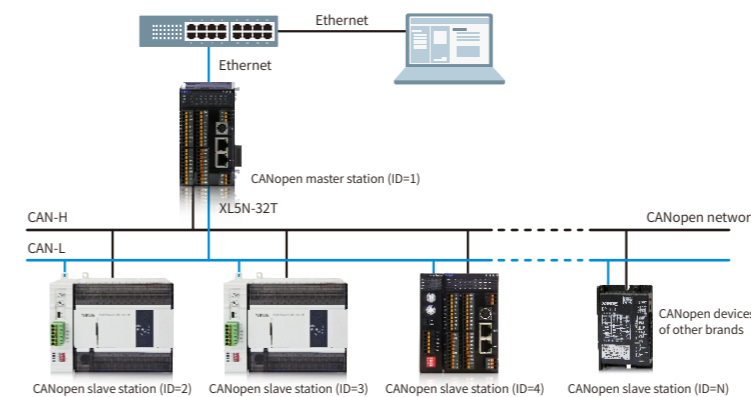 Ethernet
Ethernet
CANopen master station (ID=1)
XL5N-32T
CAN-H
CANopen networ
CAN-L
CANopen devices
of other brands
CANopen slave station (ID=2)
CANopen slave station (ID=3)
CANopen slave station (ID=4)
CANopen slave station (ID=N)